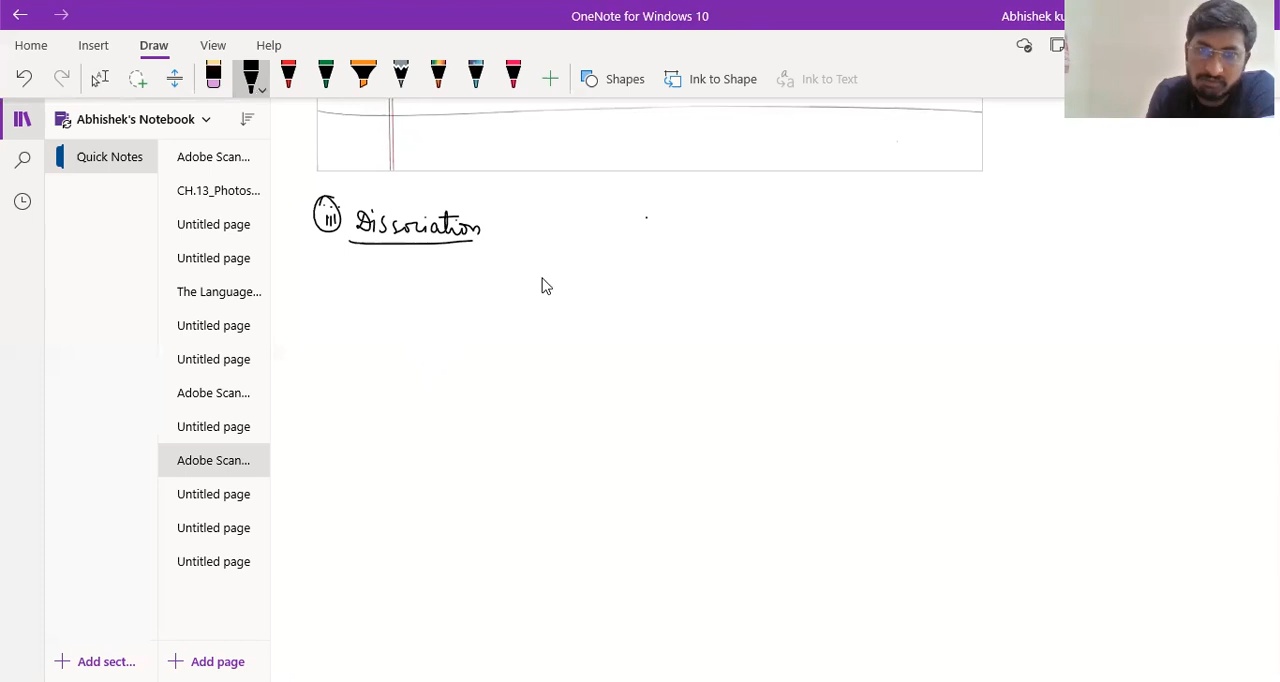 OneNote for Windows 10
Abhishek ku
Home Insert Draw View Help
Shapes Ink to Shape Ink to Text
Abhishek's Notebook
Quick Notes
Adobe Scan...
CH.13_Photos...
Untitled page
Untitled page
The Language...
Untitled page
Untitled page
Adobe Scan...
Untitled page
Adobe Scan...
Untitled page
Untitled page
Untitled page
Add sect...
Add page
iii Dissociation